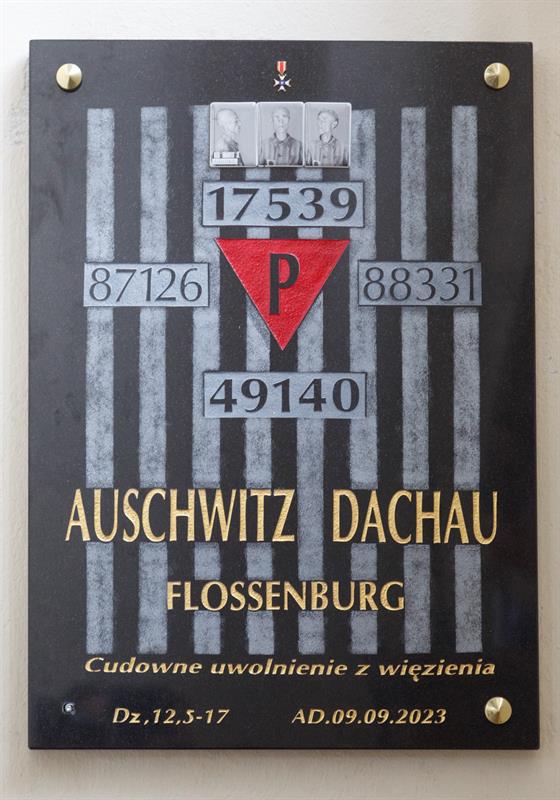 17539
87126 P 88331
49140
AUSCHWITZ DACHAU
FLOSSENBURG
Cudowne uwolnienie z więzienia
Dz,12,5-17 AD.09.09.2023